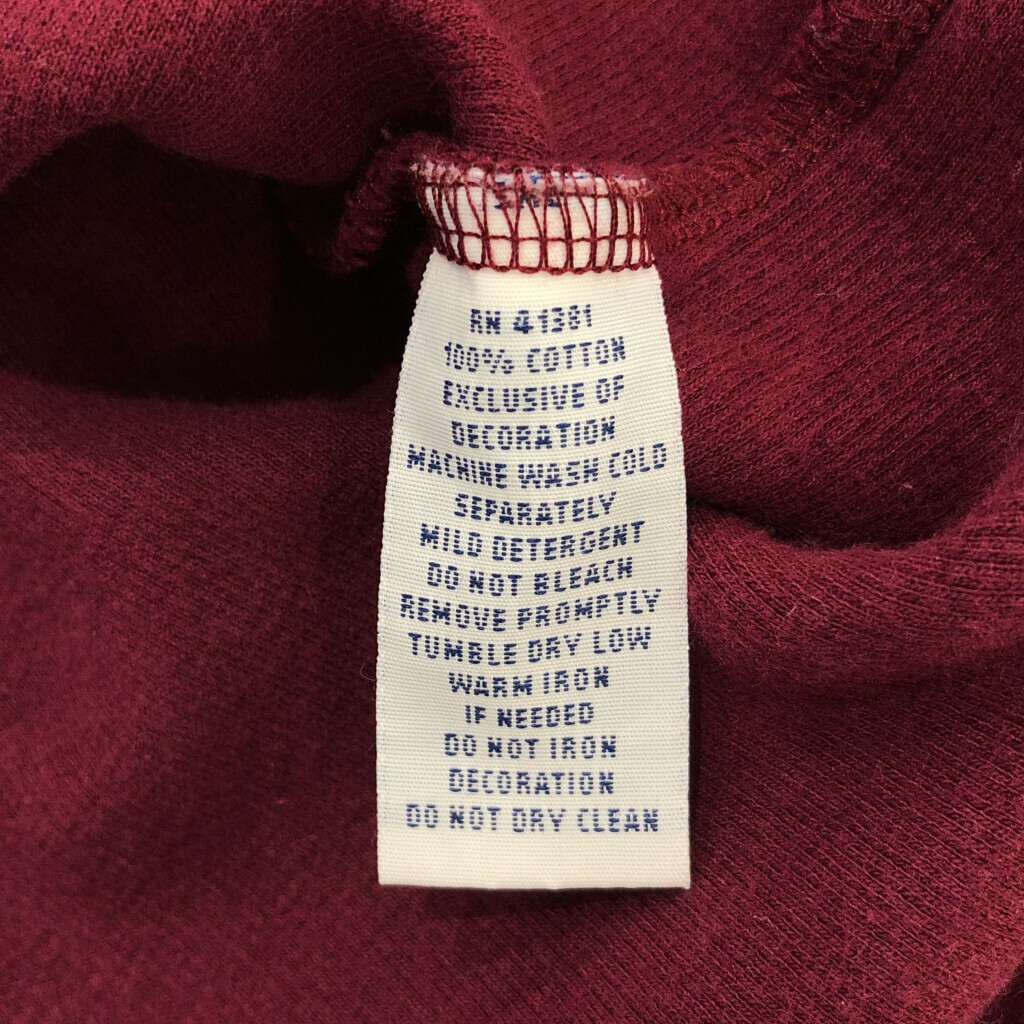 RN 41381
100% COTTON
EXCLUSIVE OF
DECORATION
MACHINE WASH COLD
SEPARATELY
MILD DETERGENT
DO NOT BLEACH
REMOVE PROMPTLY
TUMBLE DRY LOW
WARM IRON
IF NEEDED
DO NOT IRON
DECORATION
DO NOT DRY CLEAN